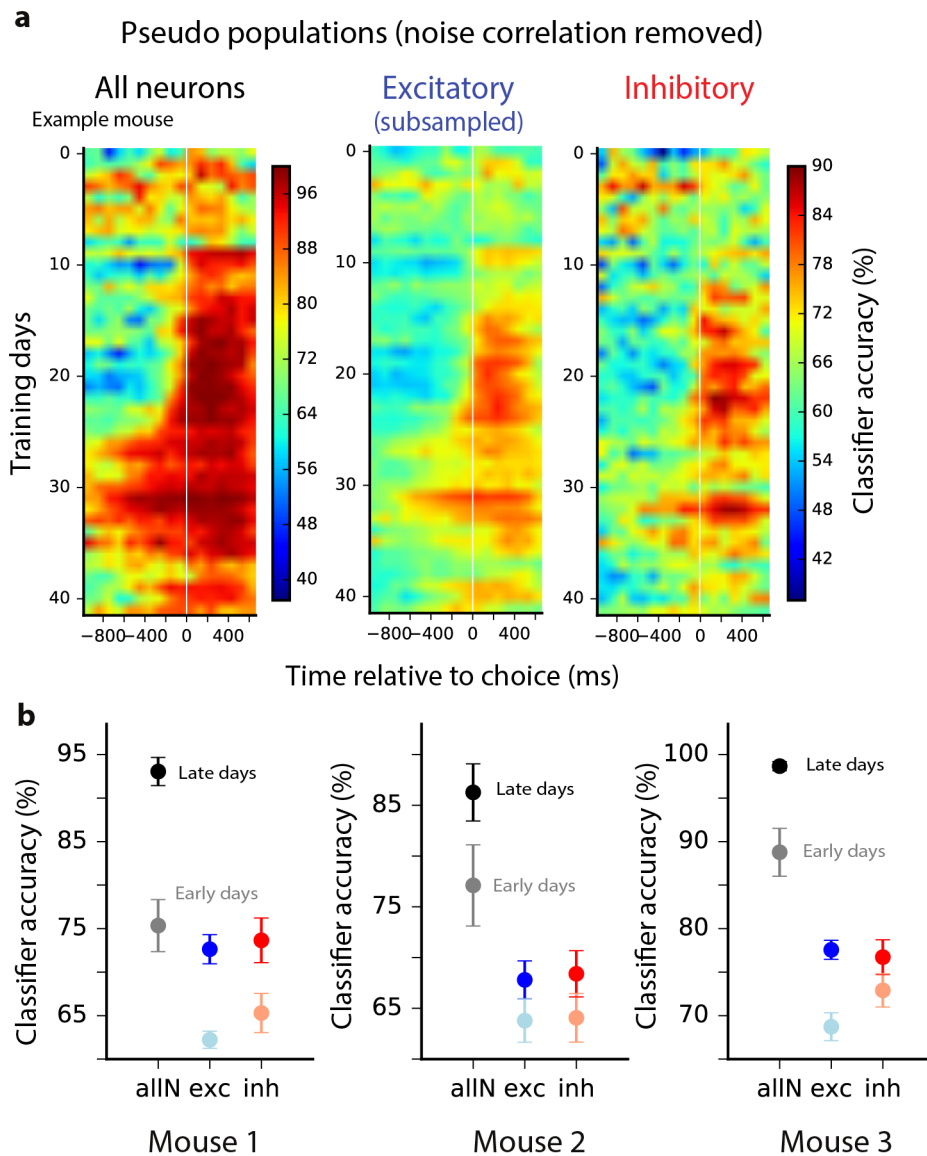 a
Pseudo populations (noise correlation removed)
All neurons
Example mouse
Excitatory
(subsampled)
Inhibitory
Training days
0
10
20
30
40
96
88
80
72
64
56
48
40
0
10
20
30
40
0
10
20
30
40
90
84
78
72
66
60
54
48
42
Classifier accuracy (%)
−800−400 0 400
−800−400 0 400
−800−400 0 400
Time relative to choice (ms)
b
Classifier accuracy (%)
95
85
75
65
Late days
Early days
allN exc inh
Mouse 1
Classifier accuracy (%)
85
75
65
Late days
Early days
allN exc inh
Mouse 2
Classifier accuracy (%)
100
90
80
70
Late days
Early days
allN exc inh
Mouse 3